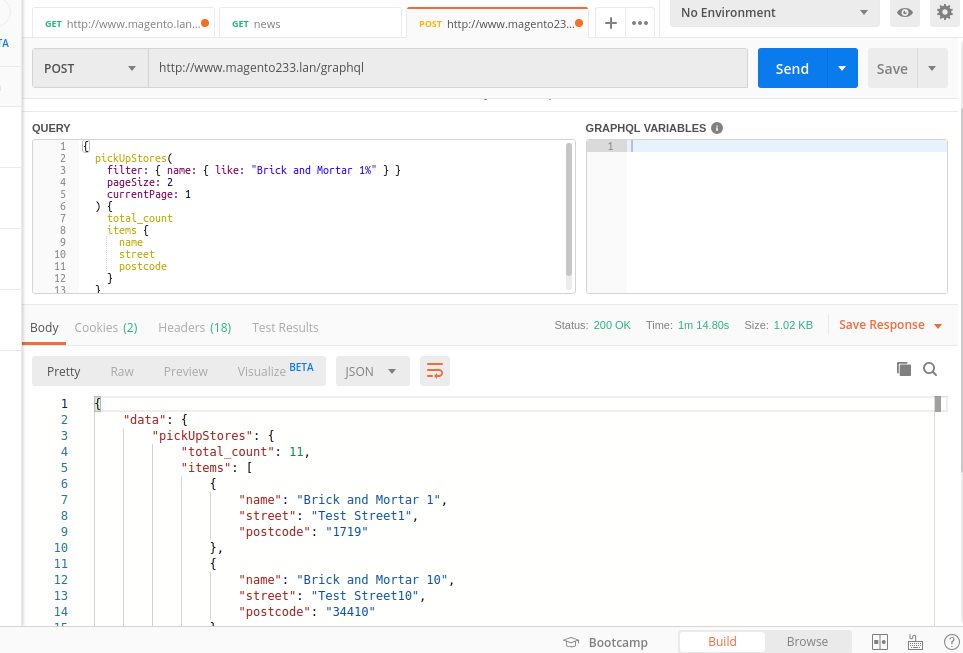 TA
GET http://www.magento.lan...
GET news
POST http://www.magento23...
No Environment
POST
http://www.magento233.lan/graphql
Send
Save
QUERY
GRAPHQL VARIABLES
1 {
2 pickUpStores(
3 filter: { name: { like: "Brick and Mortar 1%" } }
4 pageSize: 2
5 currentPage: 1
6 ) {
7 total_count
8 items {
9 name
10 street
11 postcode
12 }
13 }
1
Body Cookies (2) Headers (18) Test Results
Status: 200 OK Time: 1m 14.80s Size: 1.02 KB Save Response
Pretty Raw Preview Visualize BETA JSON
1 {
2 "data": {
3 "pickUpStores": {
4 "total_count": 11,
5 "items": [
6 {
7 "name": "Brick and Mortar 1",
8 "street": "Test Street1",
9 "postcode": "1719"
10 },
11 {
12 "name": "Brick and Mortar 10",
13 "street": "Test Street10",
14 "postcode": "34410"
Bootcamp Build Browse